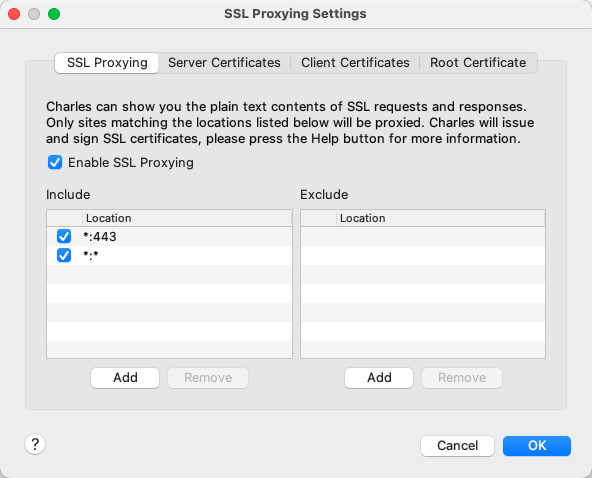 SSL Proxying Settings
SSL Proxying Server Certificates Client Certificates Root Certificate
Charles can show you the plain text contents of SSL requests and responses.
Only sites matching the locations listed below will be proxied. Charles will issue
and sign SSL certificates, please press the Help button for more information.
Enable SSL Proxying
Include Exclude
Location Location
*:443
*:*
Add Remove Add Remove
? Cancel OK